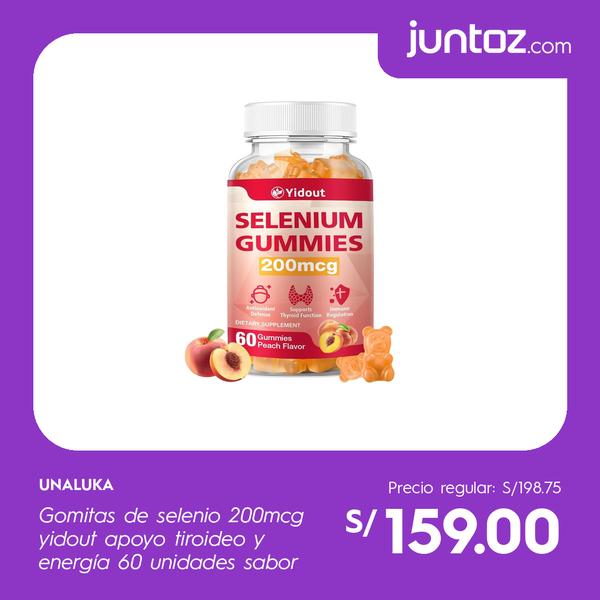 juntoz.com
Yidout
SELENIUM
GUMMIES
200mcg
Antioxidant
Defense
Supports
Thyroid Function
Immune
Regulation
DIETARY SUPPLEMENT
60 Gummies
Peach Flavor
UNALUKA
Precio regular: S/198.75
Gomitas de selenio 200mcg
yidout apoyo tiroideo y
energía 60 unidades sabor
S/159.00